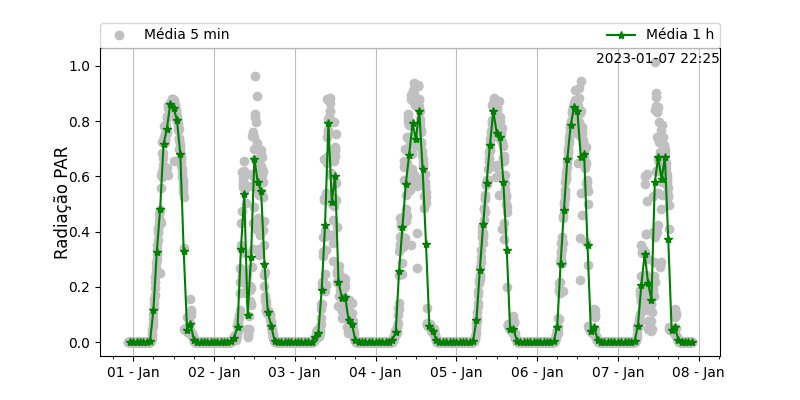 Média 5 min Média 1 h
2023-01-07 22:25
1.0
0.8
0.6
0.4
0.2
0.0
Radiação PAR
01 - Jan 02 - Jan 03 - Jan 04 - Jan 05 - Jan 06 - Jan 07 - Jan 08 - Jan